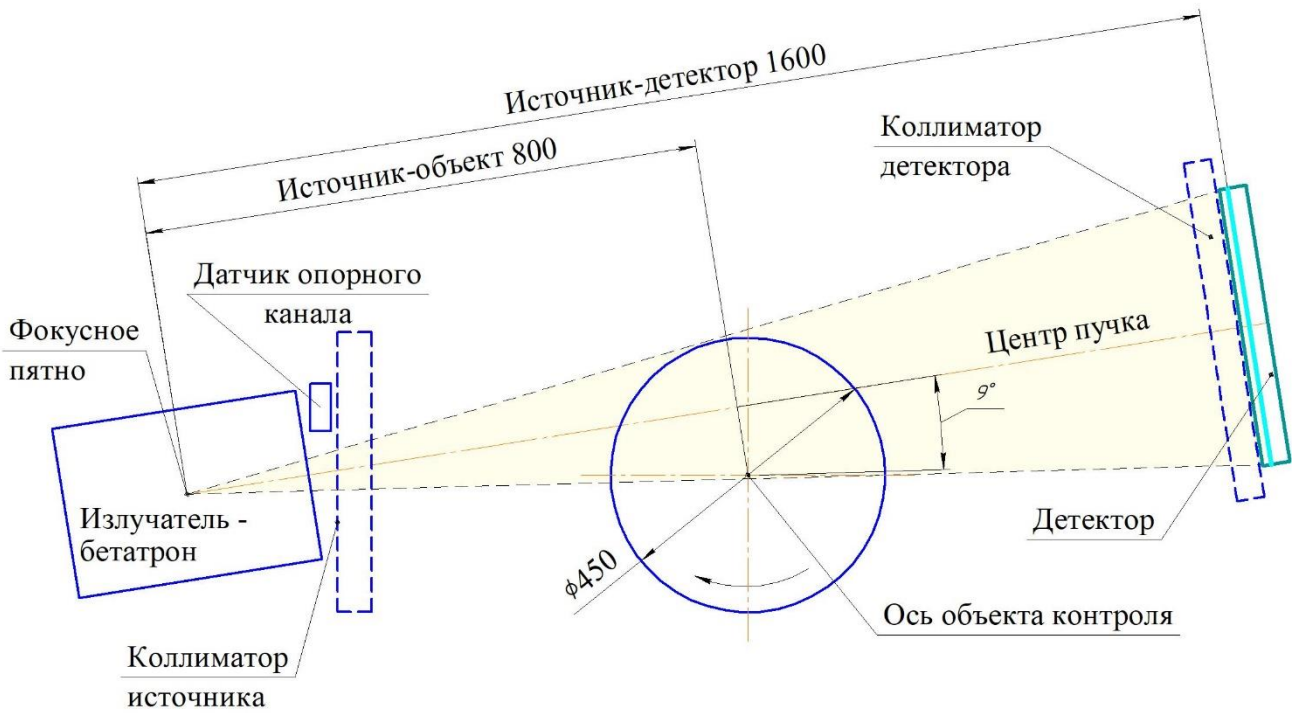 Источник-детектор 1600
Источник-объект 800
Коллиматор
детектора
Датчик опорного
канала
Фокусное
пятно
Центр пучка
9°
Излучатель -
бетатрон
Детектор
ϕ450
Ось объекта контроля
Коллиматор
источника